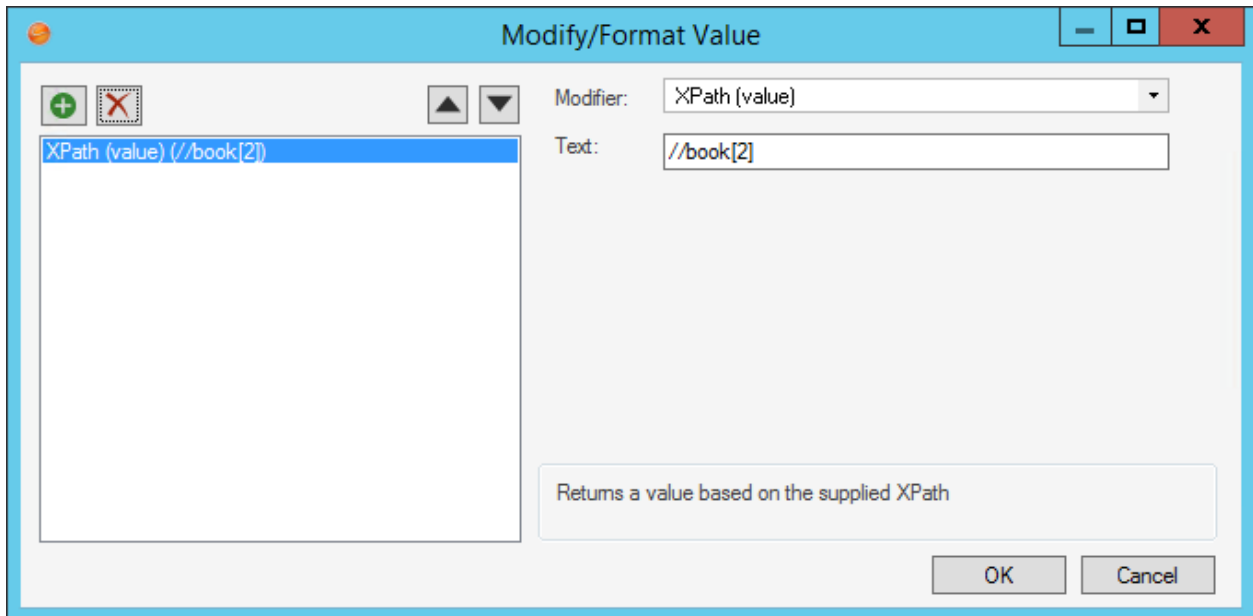 Modify/Format Value
Modifier:
XPath (value)
XPath (value) (//book[2])
Text:
//book[2]
Returns a value based on the supplied XPath
OK
Cancel